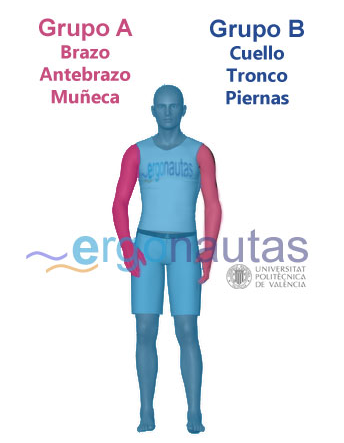 Grupo A
Brazo
Antebrazo
Muñeca
Grupo B
Cuello
Tronco
Piernas
ergonautas
ergonautas
UNIVERSITAT
POLITÈCNICA
DE VALÈNCIA